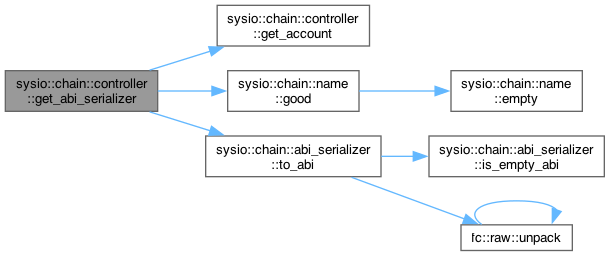 sysio::chain::controller
::get_account
sysio::chain::controller
::get_abi_serializer
sysio::chain::name
::good
sysio::chain::name
::empty
sysio::chain::abi_serializer
::to_abi
sysio::chain::abi_serializer
::is_empty_abi
fc::raw::unpack